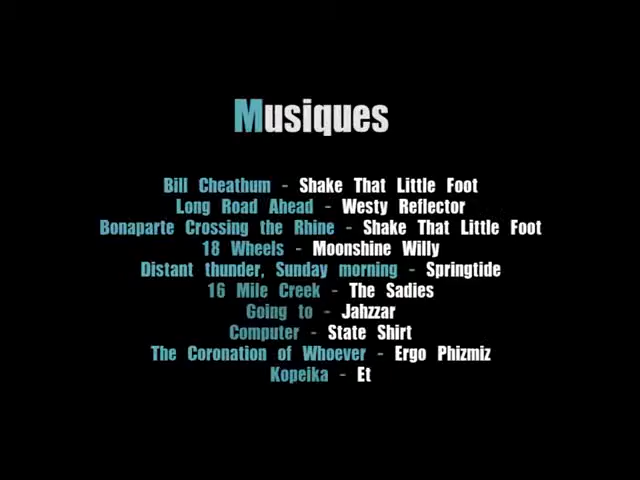 Musiques
Bill Cheathum - Shake That Little Foot
Long Road Ahead - Westy Reflector
Bonaparte Crossing the Rhine - Shake That Little Foot
18 Wheels - Moonshine Willy
Distant thunder, Sunday morning - Springtide
16 Mile Creek - The Sadies
Going to - Jahzzar
Computer - State Shirt
The Coronation of Whoever - Ergo Phizmiz
Kopeika - Et